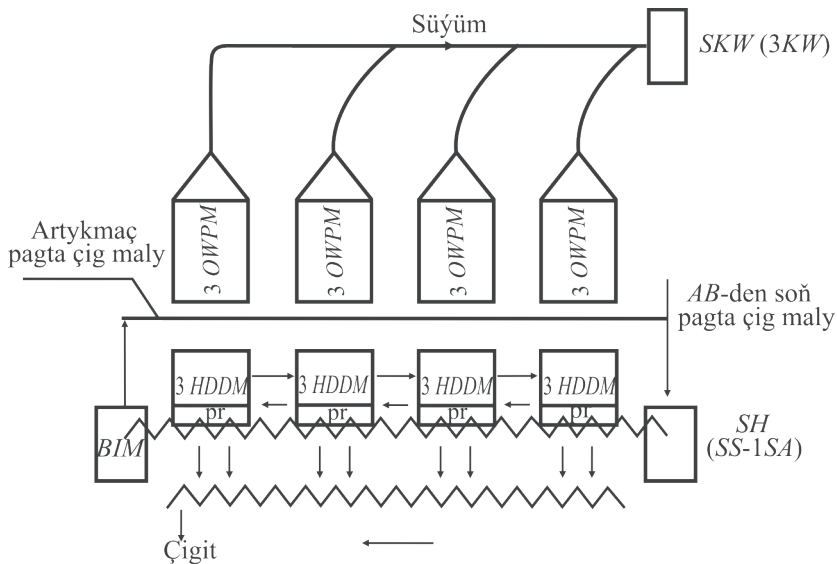 Süýüm
SKW (3KW)
3 OWPM
3 OWPM
3 OWPM
3 OWPM
Artykmaç
pagta çig maly
AB-den soň
pagta çig maly
3 HDDM
3 HDDM
3 HDDM
3 HDDM
pr
pr
pr
pr
BIM
SH
(SS-1SA)
Çigit